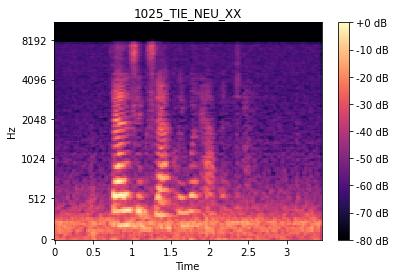 1025_TIE_NEU_XX
+0 dB
8192
-10 dB
4096
-20 dB
-30 dB
2048
Hz
-40 dB
1024
-50 dB
512
-60 dB
-70 dB
0
-80 dB
0 0.5 1 1.5 2 2.5 3
Time